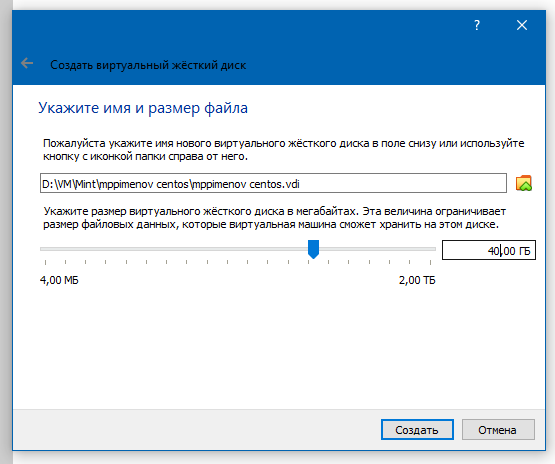 ?
Создать виртуальный жёсткий диск
Укажите имя и размер файла
Пожалуйста укажите имя нового виртуального жёсткого диска в поле снизу или используйте
кнопку с иконкой папки справа от него.
D:\VM\Mint\mppimenov centos\mppimenov centos.vdi
Укажите размер виртуального жёсткого диска в мегабайтах. Эта величина ограничивает
размер файловых данных, которые виртуальная машина сможет хранить на этом диске.
40,00 ГБ
4,00 МБ 2,00 ТБ
Создать Отмена